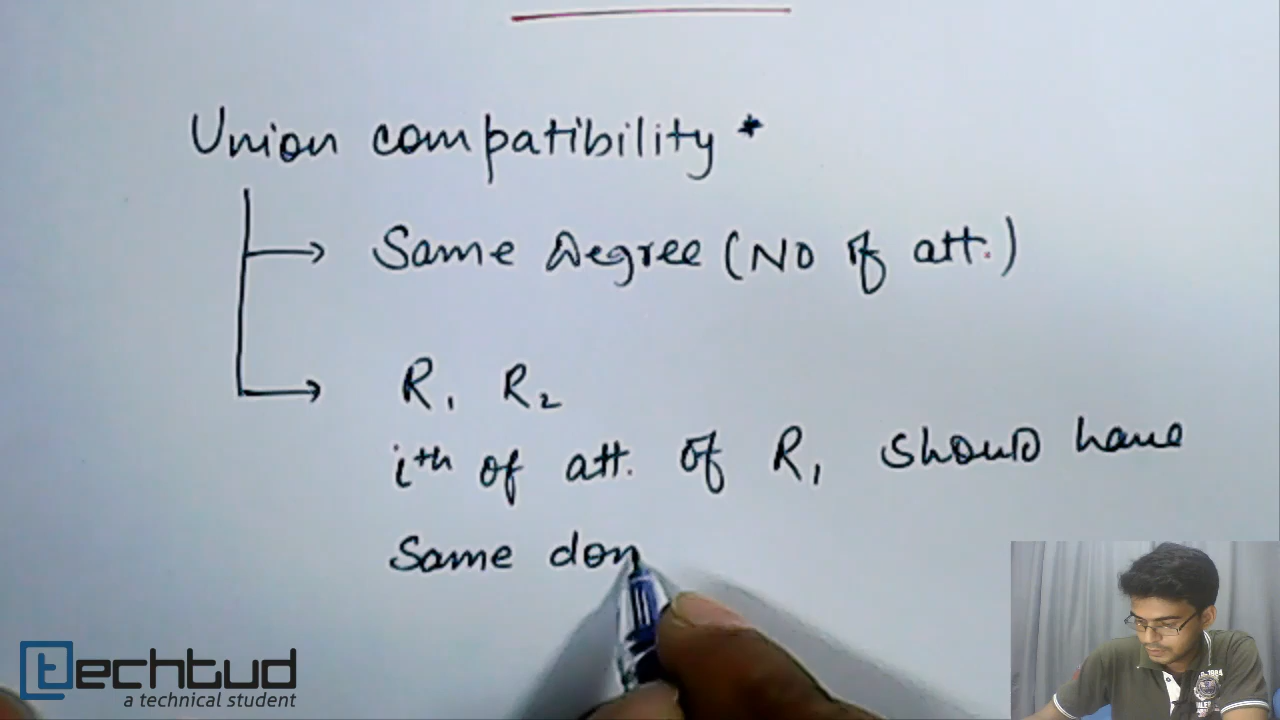 Union compatibility *
Same Degree (No of att.)
R1 R2
ith of att. of R1 should have
Same dom
techtud
a technical student